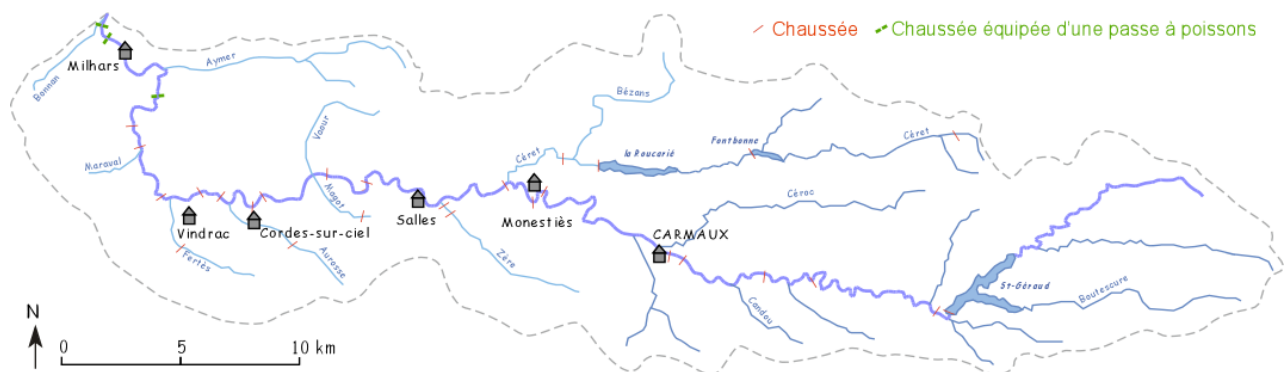 Chaussée
Chaussée équipée d'une passe à poissons
Milhars
Bonnan
Aymer
Maraval
Vindrac
Fertès
Cordes-sur-ciel
Aurosse
Vaour
Magot
Salles
Zère
Monestiès
Céret
Bézans
la Roucarié
Fontbonne
Céret
Cérac
CARMAUX
Candou
St-Géraud
Boutescure
N
0 5 10 km